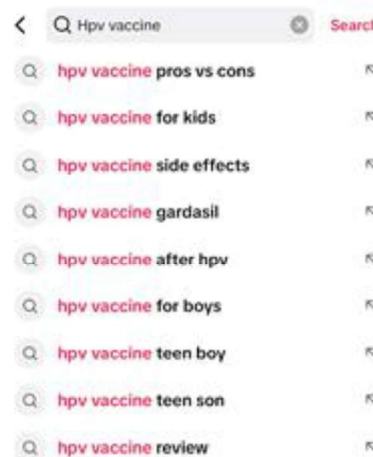 Hpv vaccine
Search
hpv vaccine pros vs cons
hpv vaccine for kids
hpv vaccine side effects
hpv vaccine gardasil
hpv vaccine after hpv
hpv vaccine for boys
hpv vaccine teen boy
hpv vaccine teen son
hpv vaccine review